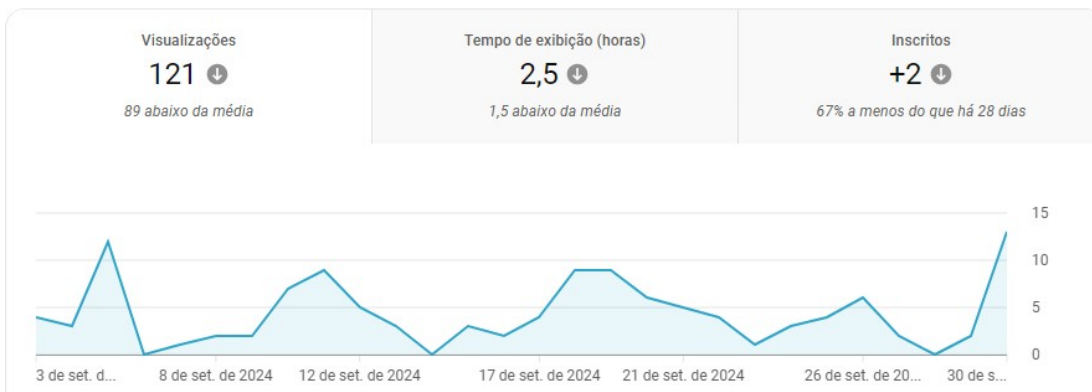 Visualizações
121
89 abaixo da média
Tempo de exibição (horas)
2,5
1,5 abaixo da média
Inscritos
+2
67% a menos do que há 28 dias
15
10
5
0
3 de set. d...
8 de set. de 2024
12 de set. de 2024
17 de set. de 2024
21 de set. de 2024
26 de set. de 20...
30 de s...